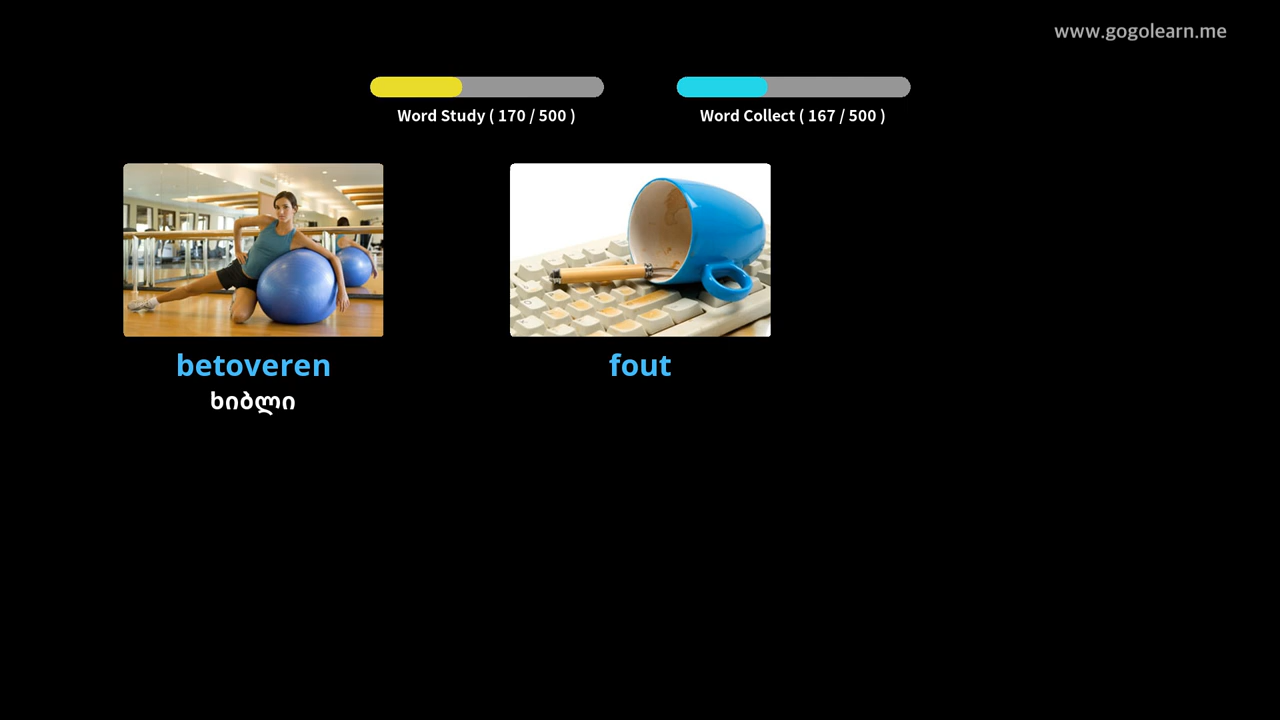 www.gogolearn.me
Word Study ( 170 / 500 )
Word Collect ( 167 / 500 )
betoveren
ხიბლი
fout